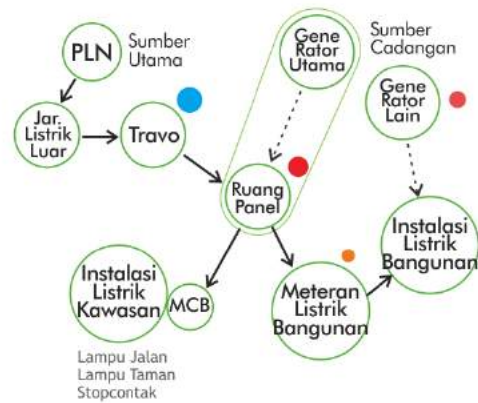 PLN
Sumber
Utama
Gene
Rator
Utama
Sumber
Cadangan
Gene
Rator
Lain
Jar.
Listrik
Luar
Travo
Ruang
Panel
Instalasi
Listrik
Bangunan
Instalasi
Listrik
Kawasan
MCB
Meteran
Listrik
Bangunan
Lampu Jalan
Lampu Taman
Stopcontak